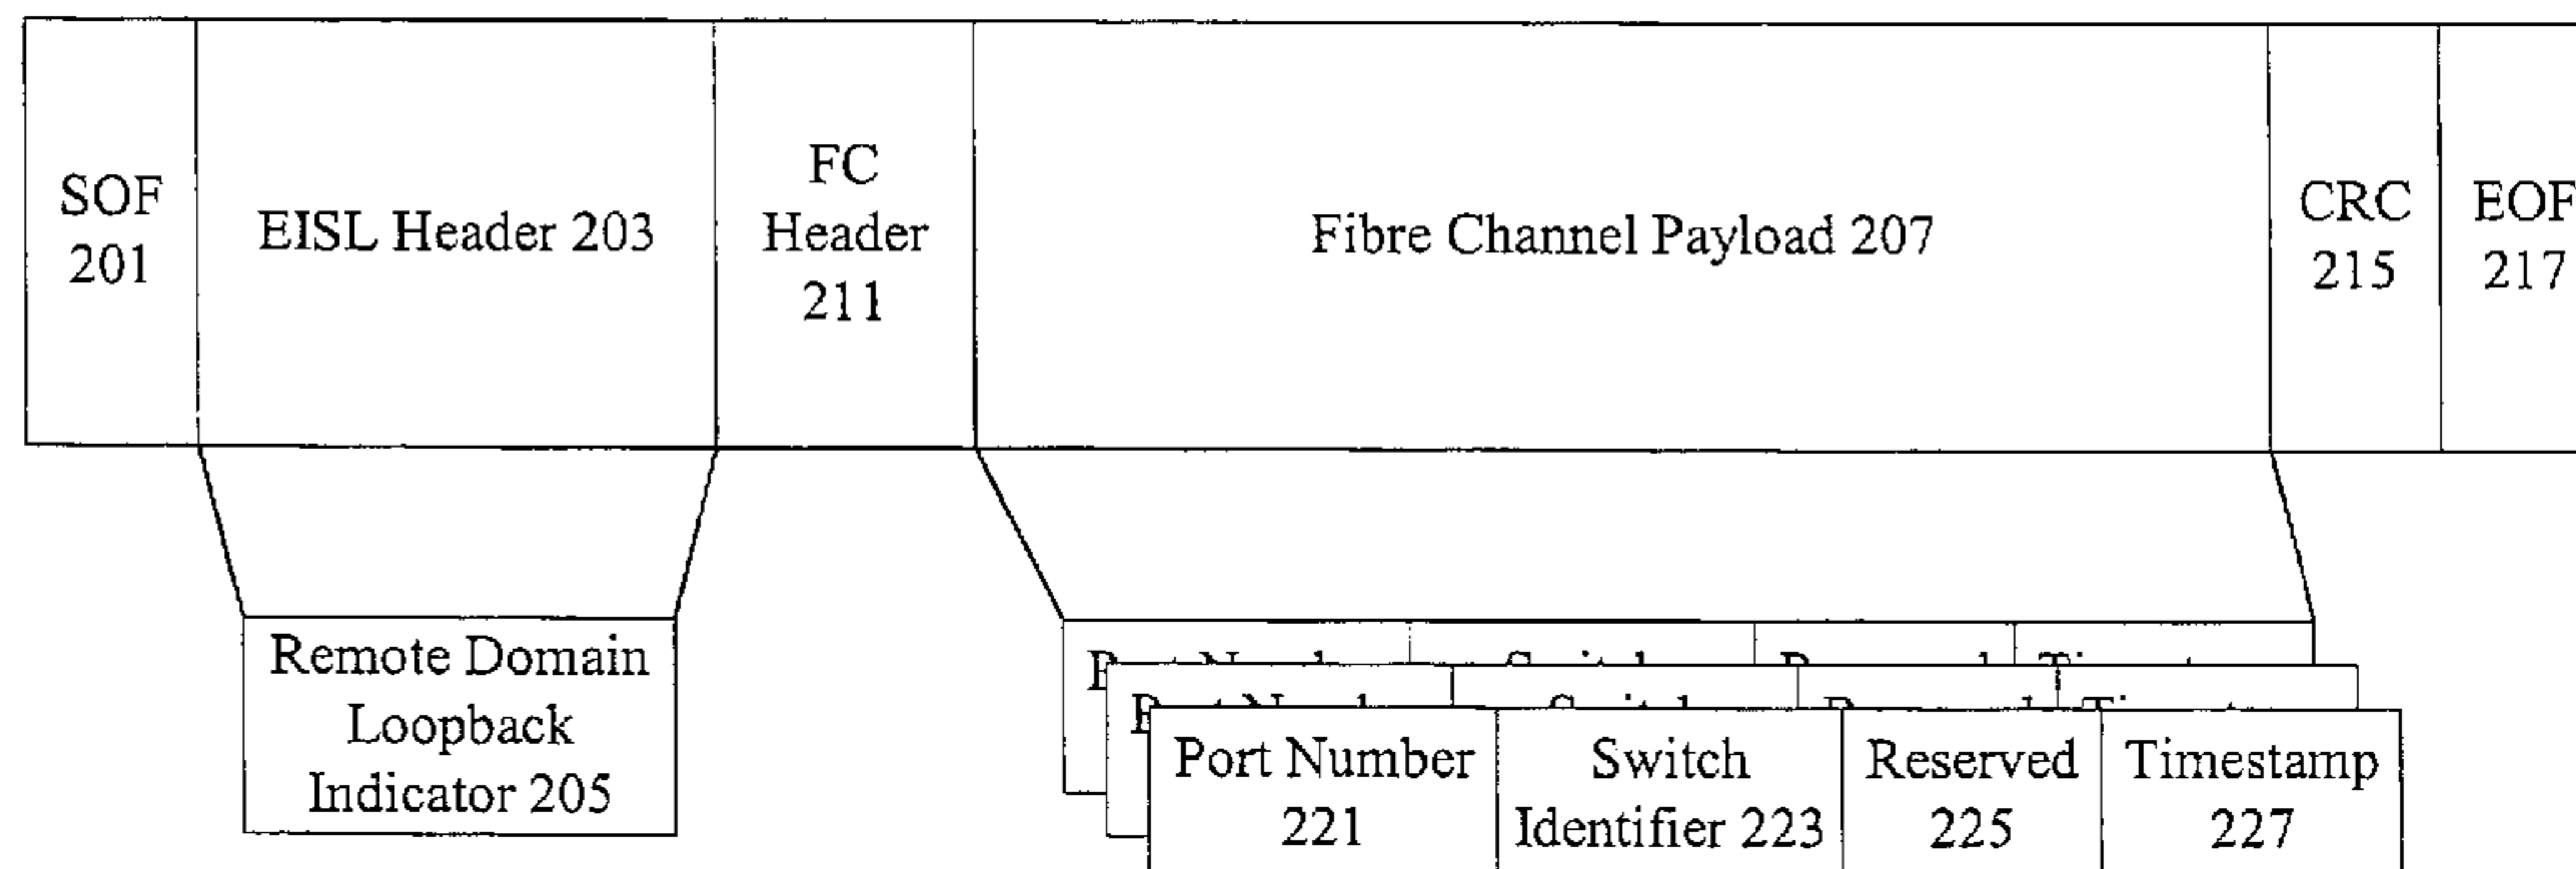 SOF
201
EISL Header 203
FC
Header
211
Fibre Channel Payload 207
CRC
215
EOF
217
Remote Domain
Loopback
Indicator 205
Port Number
221
Switch
Identifier 223
Reserved
225
Timestamp
227